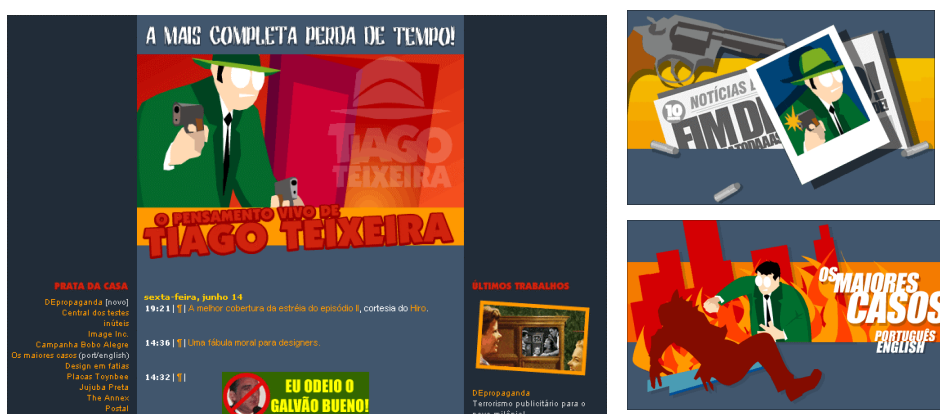 A MAIS COMPLETA PERDA DE TEMPO!
TIAGO
TEIXEIRA
O PENSAMENTO VIVO DE
TIAGO TEIXEIRA
PRATA DA CASA
DEpropaganda [novo]
Central dos testes
inúteis
Image Inc.
Campanha Bobo Alegre
Os maiores casos (port/english)
Design em fatias
Placas Toynbee
Jujuba Preta
The Annex
Postal
sexta-feira, junho 14
19:21 | ¶ | A melhor cobertura da estréia do episódio II, cortesia do Hiro.
14:36 | ¶ | Uma fábula moral para designers.
14:32 | ¶ |
EU ODEIO O
GALVÃO BUENO!
ÚLTIMOS TRABALHOS
DEpropaganda
Terrorismo publicitário para o
novo milênio!
10 NOTÍCIAS
FIM DA
OS
MAIORES
CASOS
PORTUGUÊS
ENGLISH